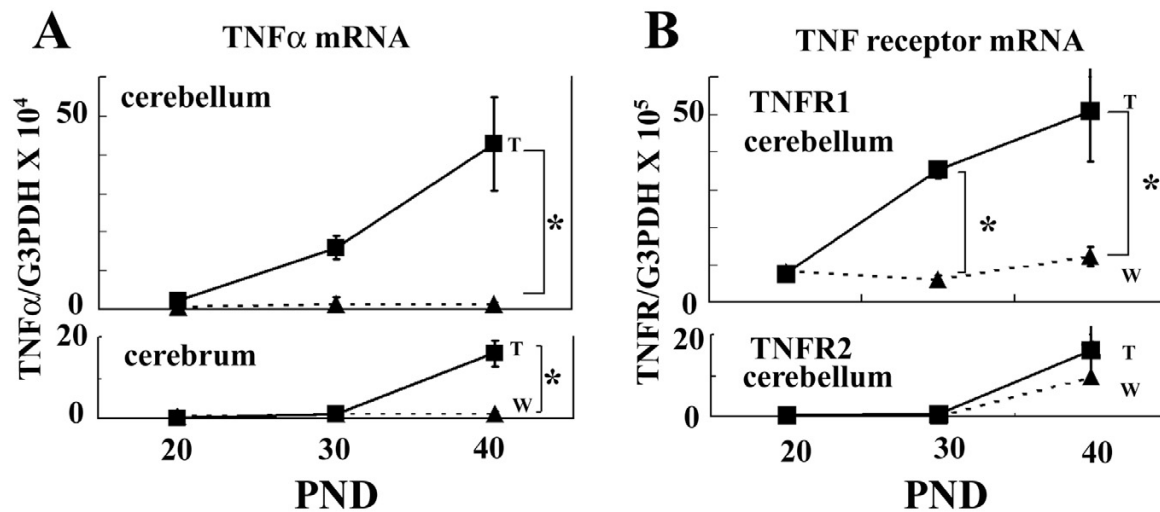 A
TNFα mRNA
TNFα/G3PDH X 10⁴
cerebellum
50
0
T
*
cerebrum
20
0
T
W
*
20 30 40
PND
B
TNF receptor mRNA
TNFR/G3PDH X 10⁵
TNFR1
cerebellum
50
0
T
*
*
W
TNFR2
cerebellum
20
0
T
W
20 30 40
PND